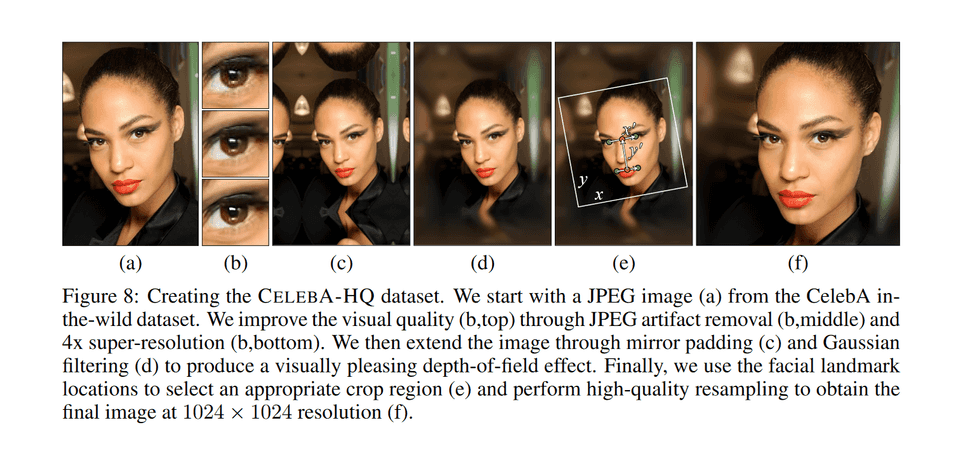 y
x
y'
x'
(a)
(b)
(c)
(d)
(e)
(f)
Figure 8: Creating the CELEBA-HQ dataset. We start with a JPEG image (a) from the CelebA in-
the-wild dataset. We improve the visual quality (b,top) through JPEG artifact removal (b,middle) and
4x super-resolution (b,bottom). We then extend the image through mirror padding (c) and Gaussian
filtering (d) to produce a visually pleasing depth-of-field effect. Finally, we use the facial landmark
locations to select an appropriate crop region (e) and perform high-quality resampling to obtain the
final image at 1024 × 1024 resolution (f).